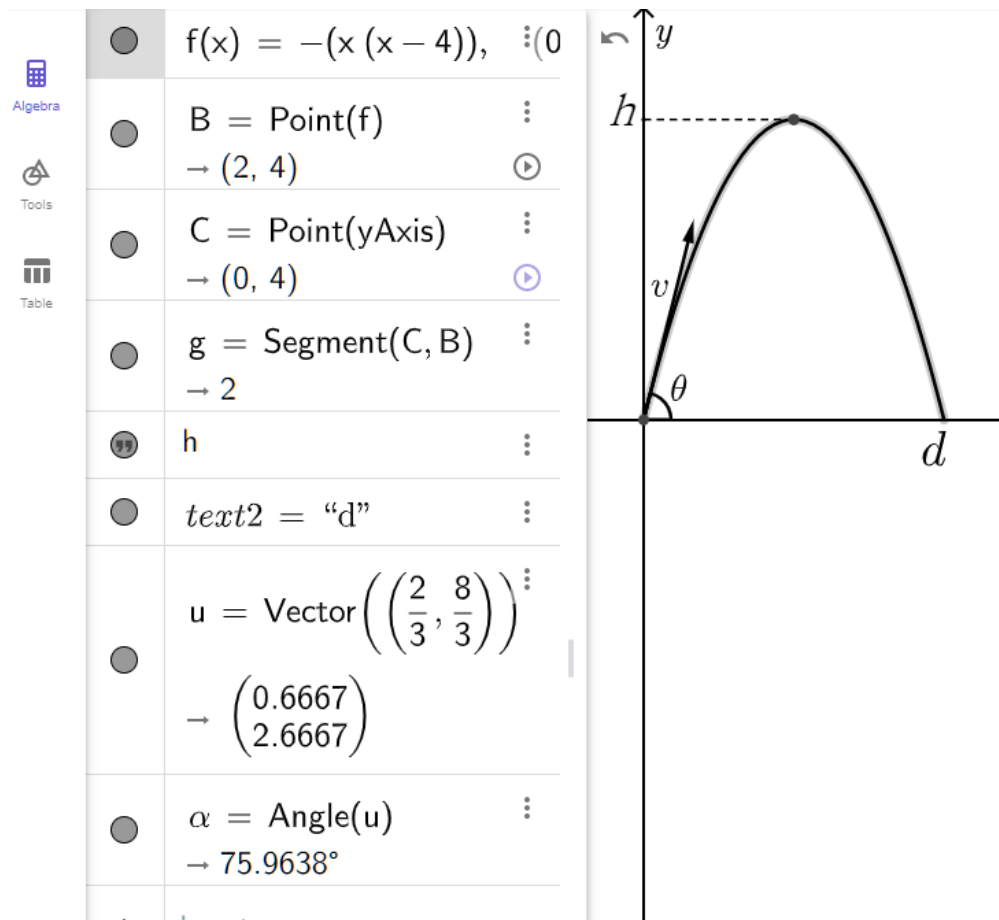 Algebra
Tools
Table
f(x) = −(x (x − 4)), (0
B = Point(f)
→ (2, 4)
C = Point(yAxis)
→ (0, 4)
g = Segment(C, B)
→ 2
h
text2 = “d”
u = Vector((2/3, 8/3))
→ (0.6667
2.6667)
α = Angle(u)
→ 75.9638°
y
h
v
θ
d